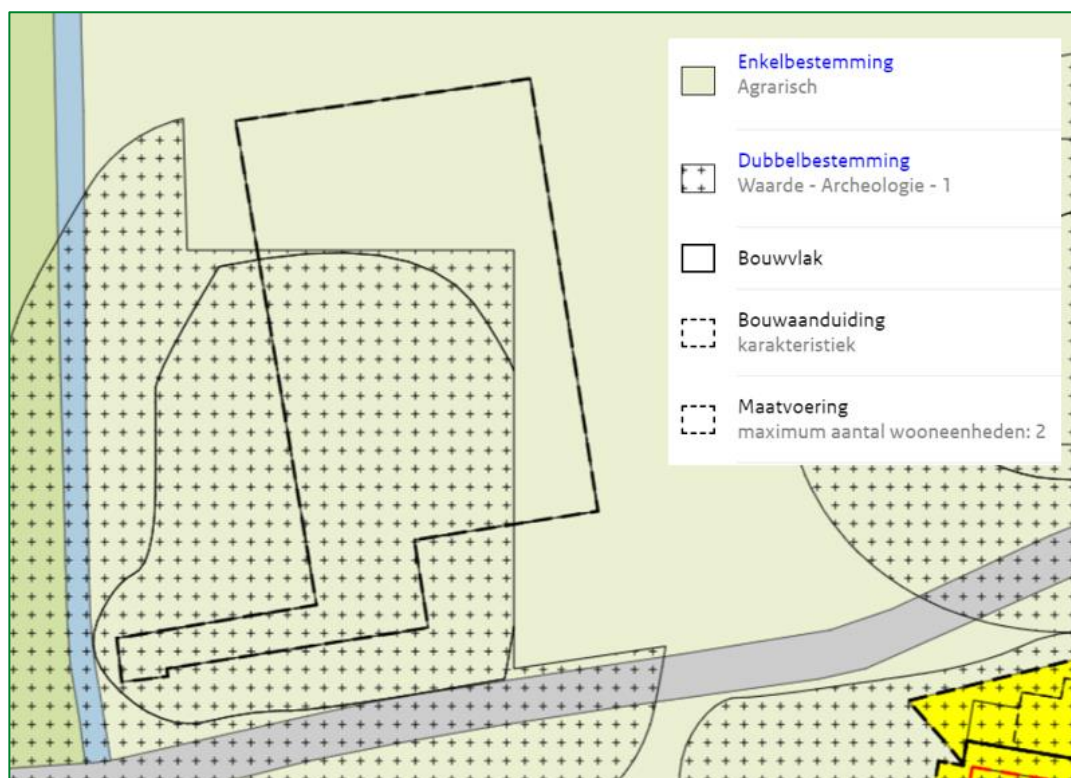 Enkelbestemming
Agrarisch
Dubbelbestemming
Waarde - Archeologie - 1
Bouwvlak
Bouwaanduiding
karakteristiek
Maatvoering
maximum aantal wooneenheden: 2